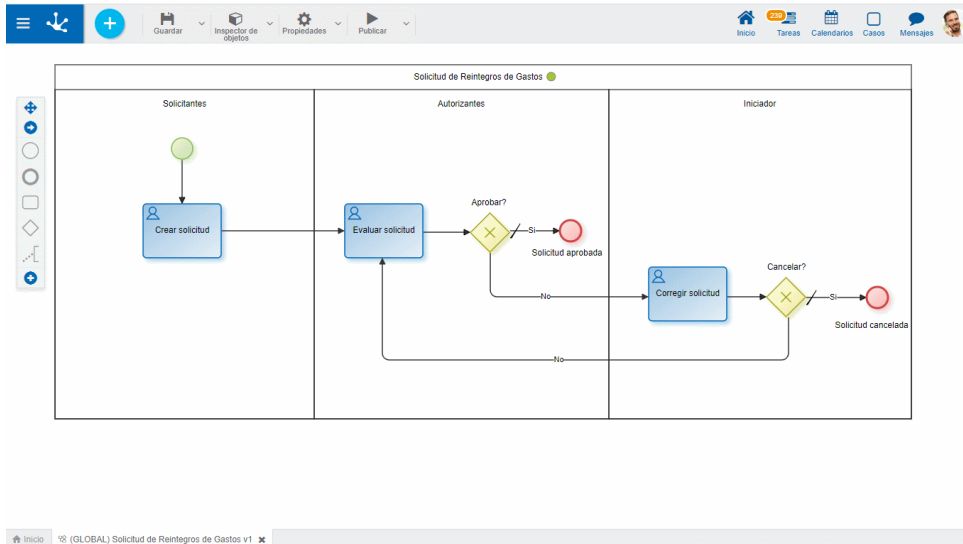 Guardar
Inspector de
objetos
Propiedades
Publicar
Inicio
239
Tareas
Calendarios
Casos
Mensajes
Solicitud de Reintegros de Gastos
Solicitantes
Autorizantes
Iniciador
Crear solicitud
Evaluar solicitud
Aprobar?
Si
Solicitud aprobada
No
Corregir solicitud
Cancelar?
Si
Solicitud cancelada
No
Inicio
(GLOBAL) Solicitud de Reintegros de Gastos v1